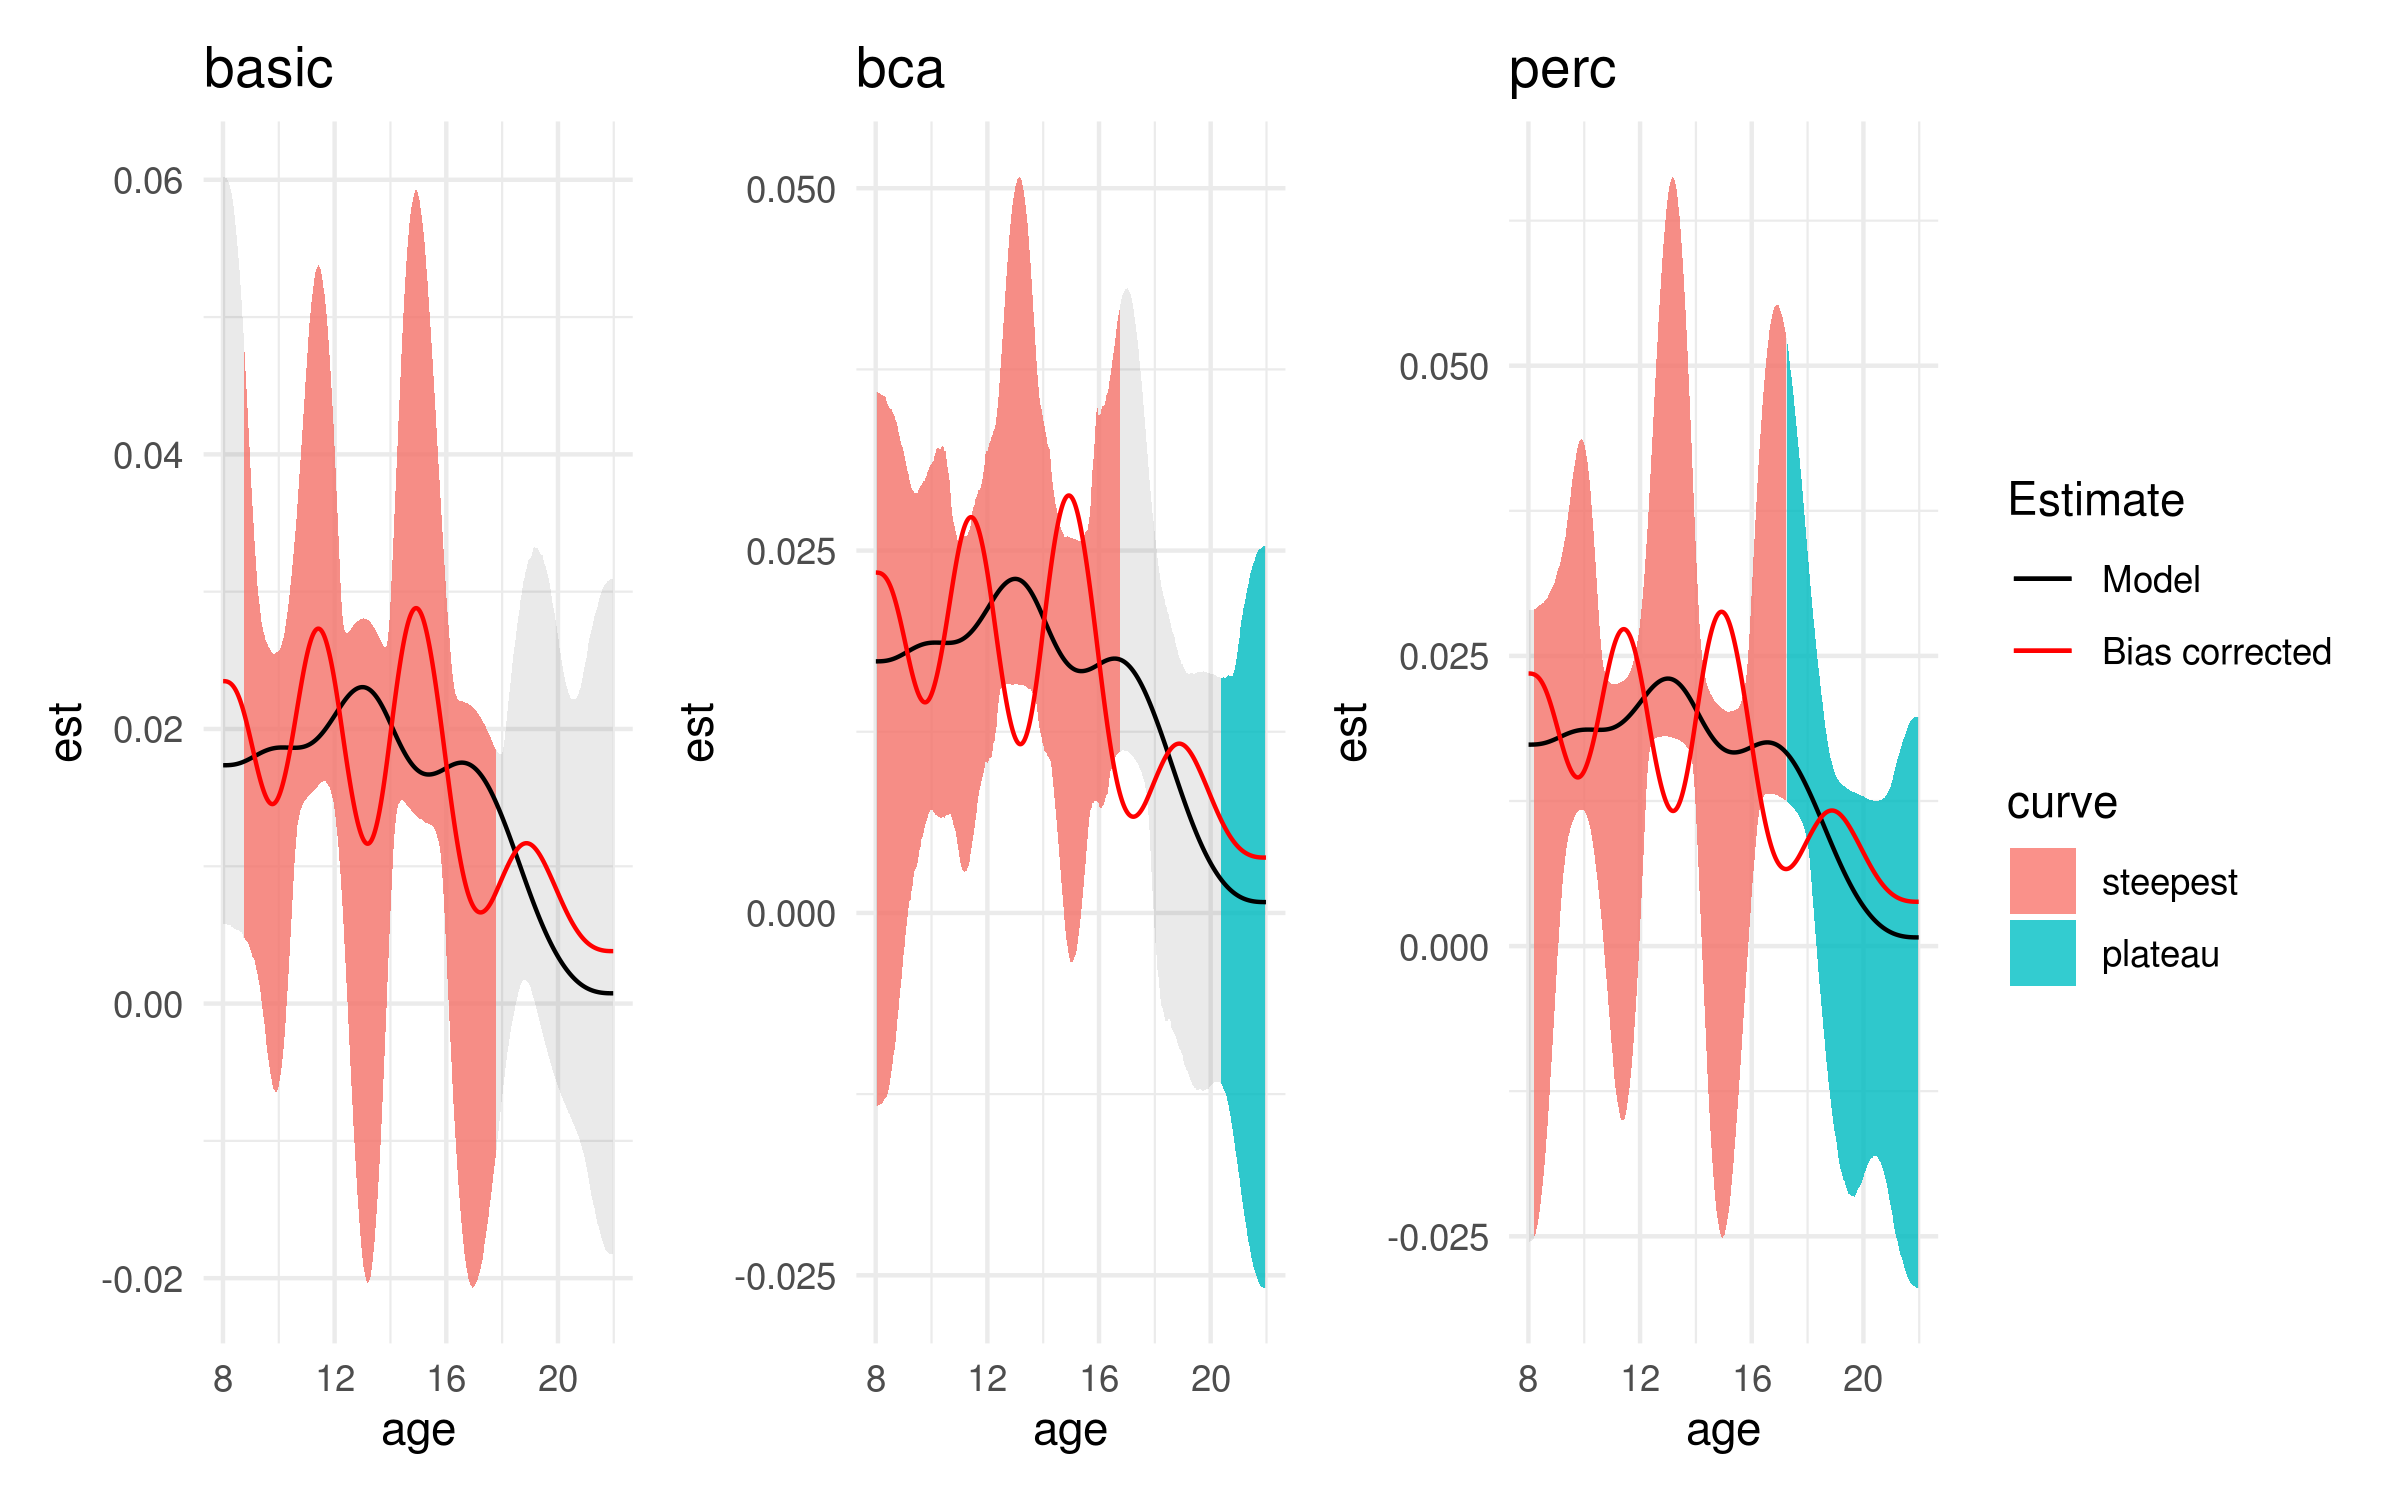 basic
bca
perc
est
0.06
0.04
0.02
0.00
-0.02
8 12 16 20
age
est
0.050
0.025
0.000
-0.025
8 12 16 20
age
est
0.050
0.025
0.000
-0.025
8 12 16 20
age
Estimate
Model
Bias corrected
curve
steepest
plateau